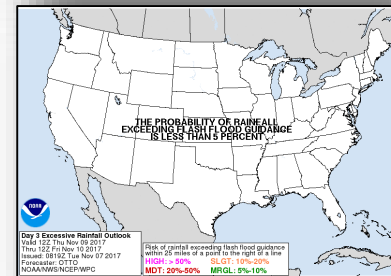 THE PROBABILITY OF RAINFALL
EXCEEDING FLASH FLOOD GUIDANCE
IS LESS THAN 5 PERCENT
noaa
Day 3 Excessive Rainfall Outlook
Valid 12Z Thu Nov 09 2017
Thru 12Z Fri Nov 10 2017
Issued: 0819Z Tue Nov 07 2017
Forecaster: OTTO
NOAA/NWS/NCEP/WPC
Risk of rainfall exceeding flash flood guidance
within 25 miles of a point to the right of a line
HIGH: > 50% SLGT: 10%-20%
MDT: 20%-50% MRGL: 5%-10%